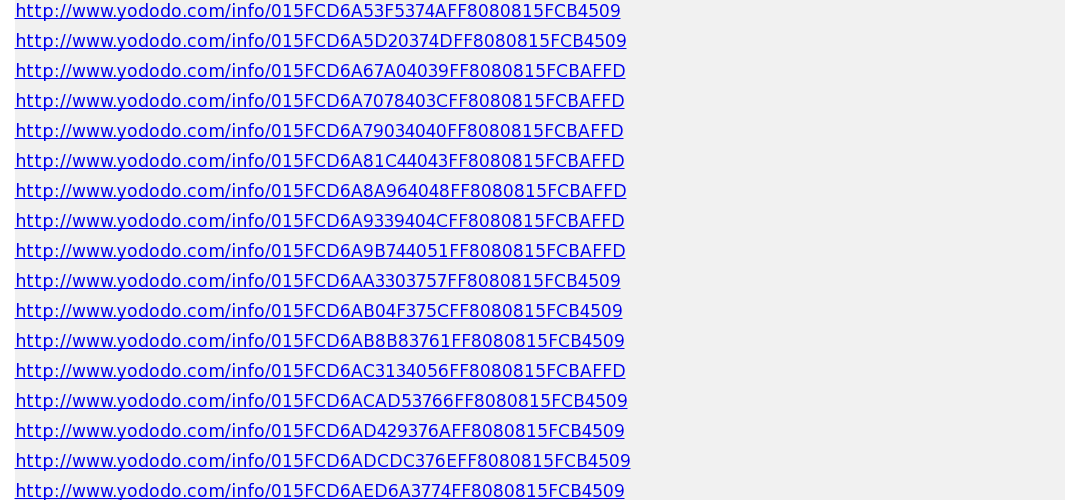 http://www.yododo.com/info/015FCD6A53F5374AFF8080815FCB4509
http://www.yododo.com/info/015FCD6A5D20374DFF8080815FCB4509
http://www.yododo.com/info/015FCD6A67A04039FF8080815FCBAFFD
http://www.yododo.com/info/015FCD6A7078403CFF8080815FCBAFFD
http://www.yododo.com/info/015FCD6A79034040FF8080815FCBAFFD
http://www.yododo.com/info/015FCD6A81C44043FF8080815FCBAFFD
http://www.yododo.com/info/015FCD6A8A964048FF8080815FCBAFFD
http://www.yododo.com/info/015FCD6A9339404CFF8080815FCBAFFD
http://www.yododo.com/info/015FCD6A9B744051FF8080815FCBAFFD
http://www.yododo.com/info/015FCD6AA3303757FF8080815FCB4509
http://www.yododo.com/info/015FCD6AB04F375CFF8080815FCB4509
http://www.yododo.com/info/015FCD6AB8B83761FF8080815FCB4509
http://www.yododo.com/info/015FCD6AC3134056FF8080815FCBAFFD
http://www.yododo.com/info/015FCD6ACAD53766FF8080815FCB4509
http://www.yododo.com/info/015FCD6AD429376AFF8080815FCB4509
http://www.yododo.com/info/015FCD6ADCDC376EFF8080815FCB4509
http://www.yododo.com/info/015FCD6AED6A3774FF8080815FCB4509